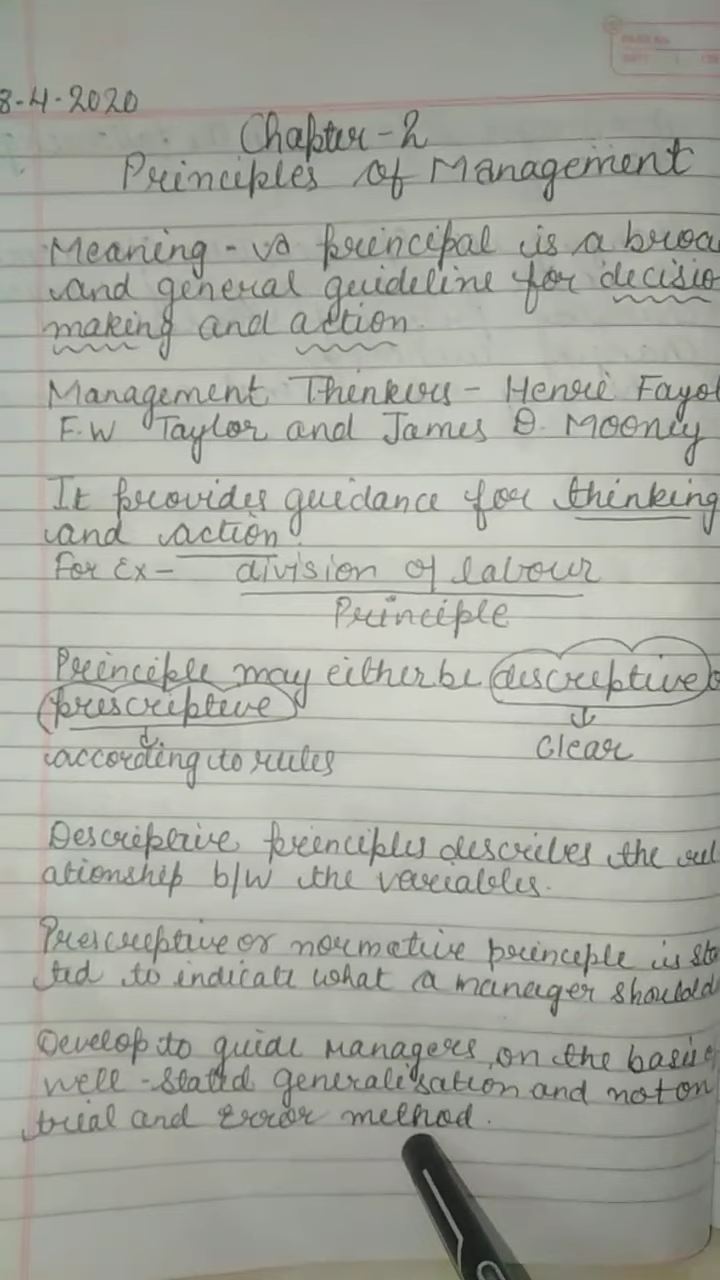 8-4-2020
Chapter-2
Principles of Management
Meaning - a principal is a broa
and general guideline for decisio
making and action.
Management Thinkers - Henri Fayol
F.W Taylor and James D. Mooney
It provides guidance for thinking
and action.
For Ex - division of labour
Principle
Principle may either be descriptive o
prescriptive
Clear
according to rules
Descriptive principles describes the rel
ationship b/w the variables.
Prescriptive or normative principle is sta
ted to indicate what a manager should d
Develop to guide managers on the basis o
well-stated generalisation and not on
trial and Error method.